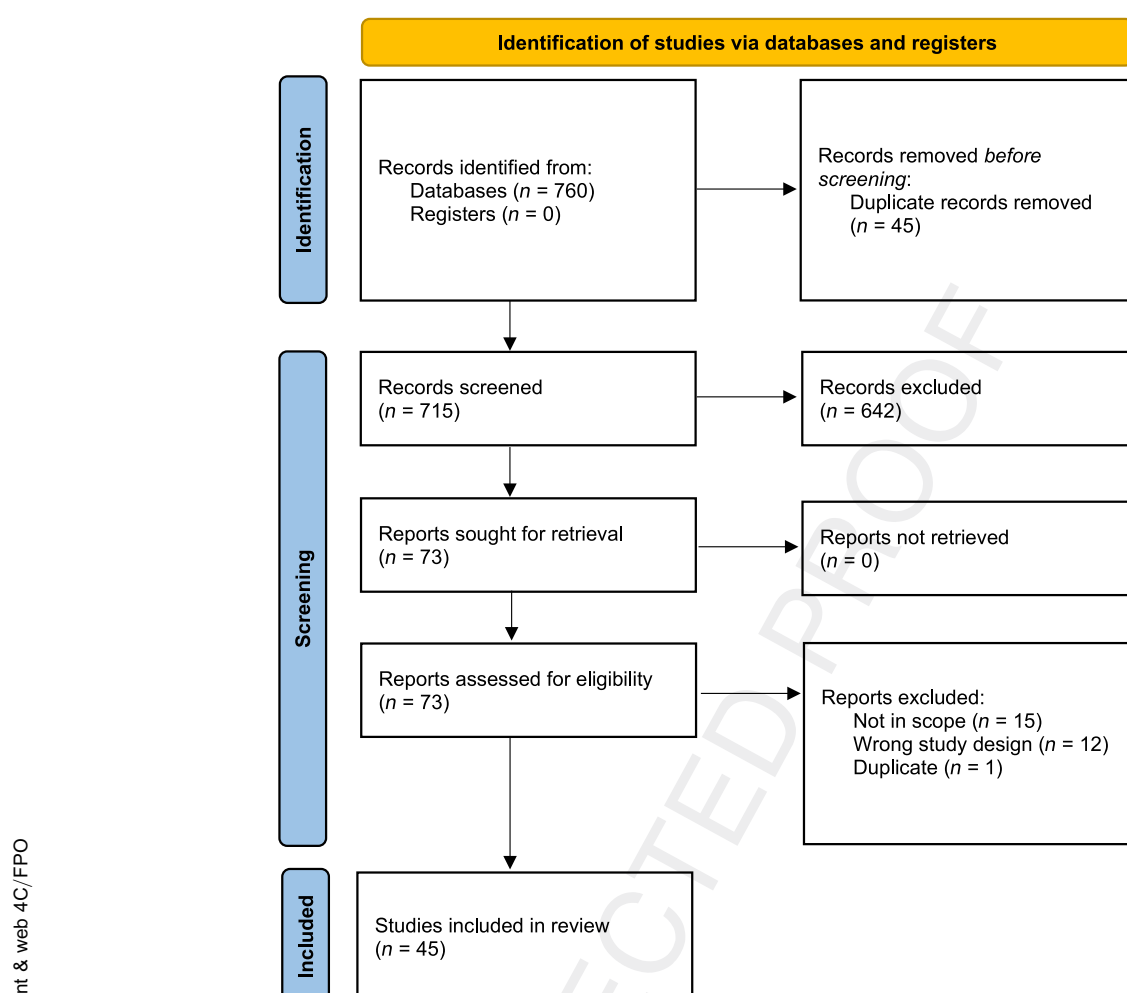 Identification of studies via databases and registers
Identification
Records identified from:
Databases (n = 760)
Registers (n = 0)
Records removed before
screening:
Duplicate records removed
(n = 45)
Screening
Records screened
(n = 715)
Records excluded
(n = 642)
Reports sought for retrieval
(n = 73)
Reports not retrieved
(n = 0)
Reports assessed for eligibility
(n = 73)
Reports excluded:
Not in scope (n = 15)
Wrong study design (n = 12)
Duplicate (n = 1)
Included
Studies included in review
(n = 45)
& web 4C/FPO
PROOF